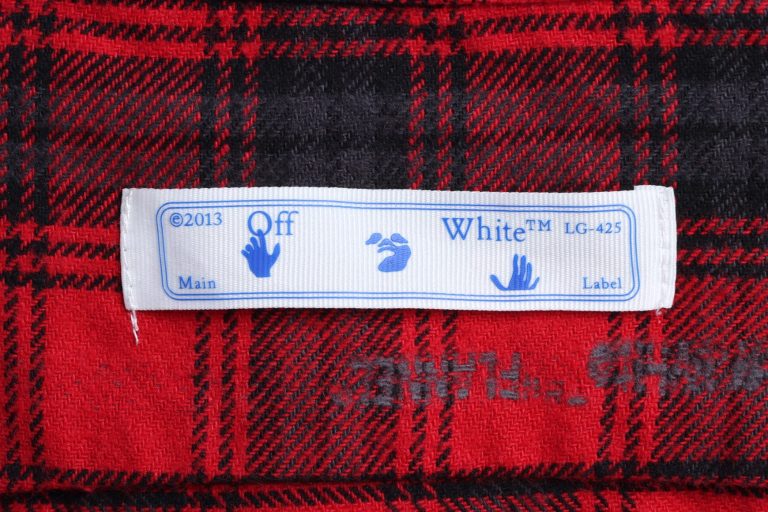 ©2013 Off White™ LG-425
Main Label